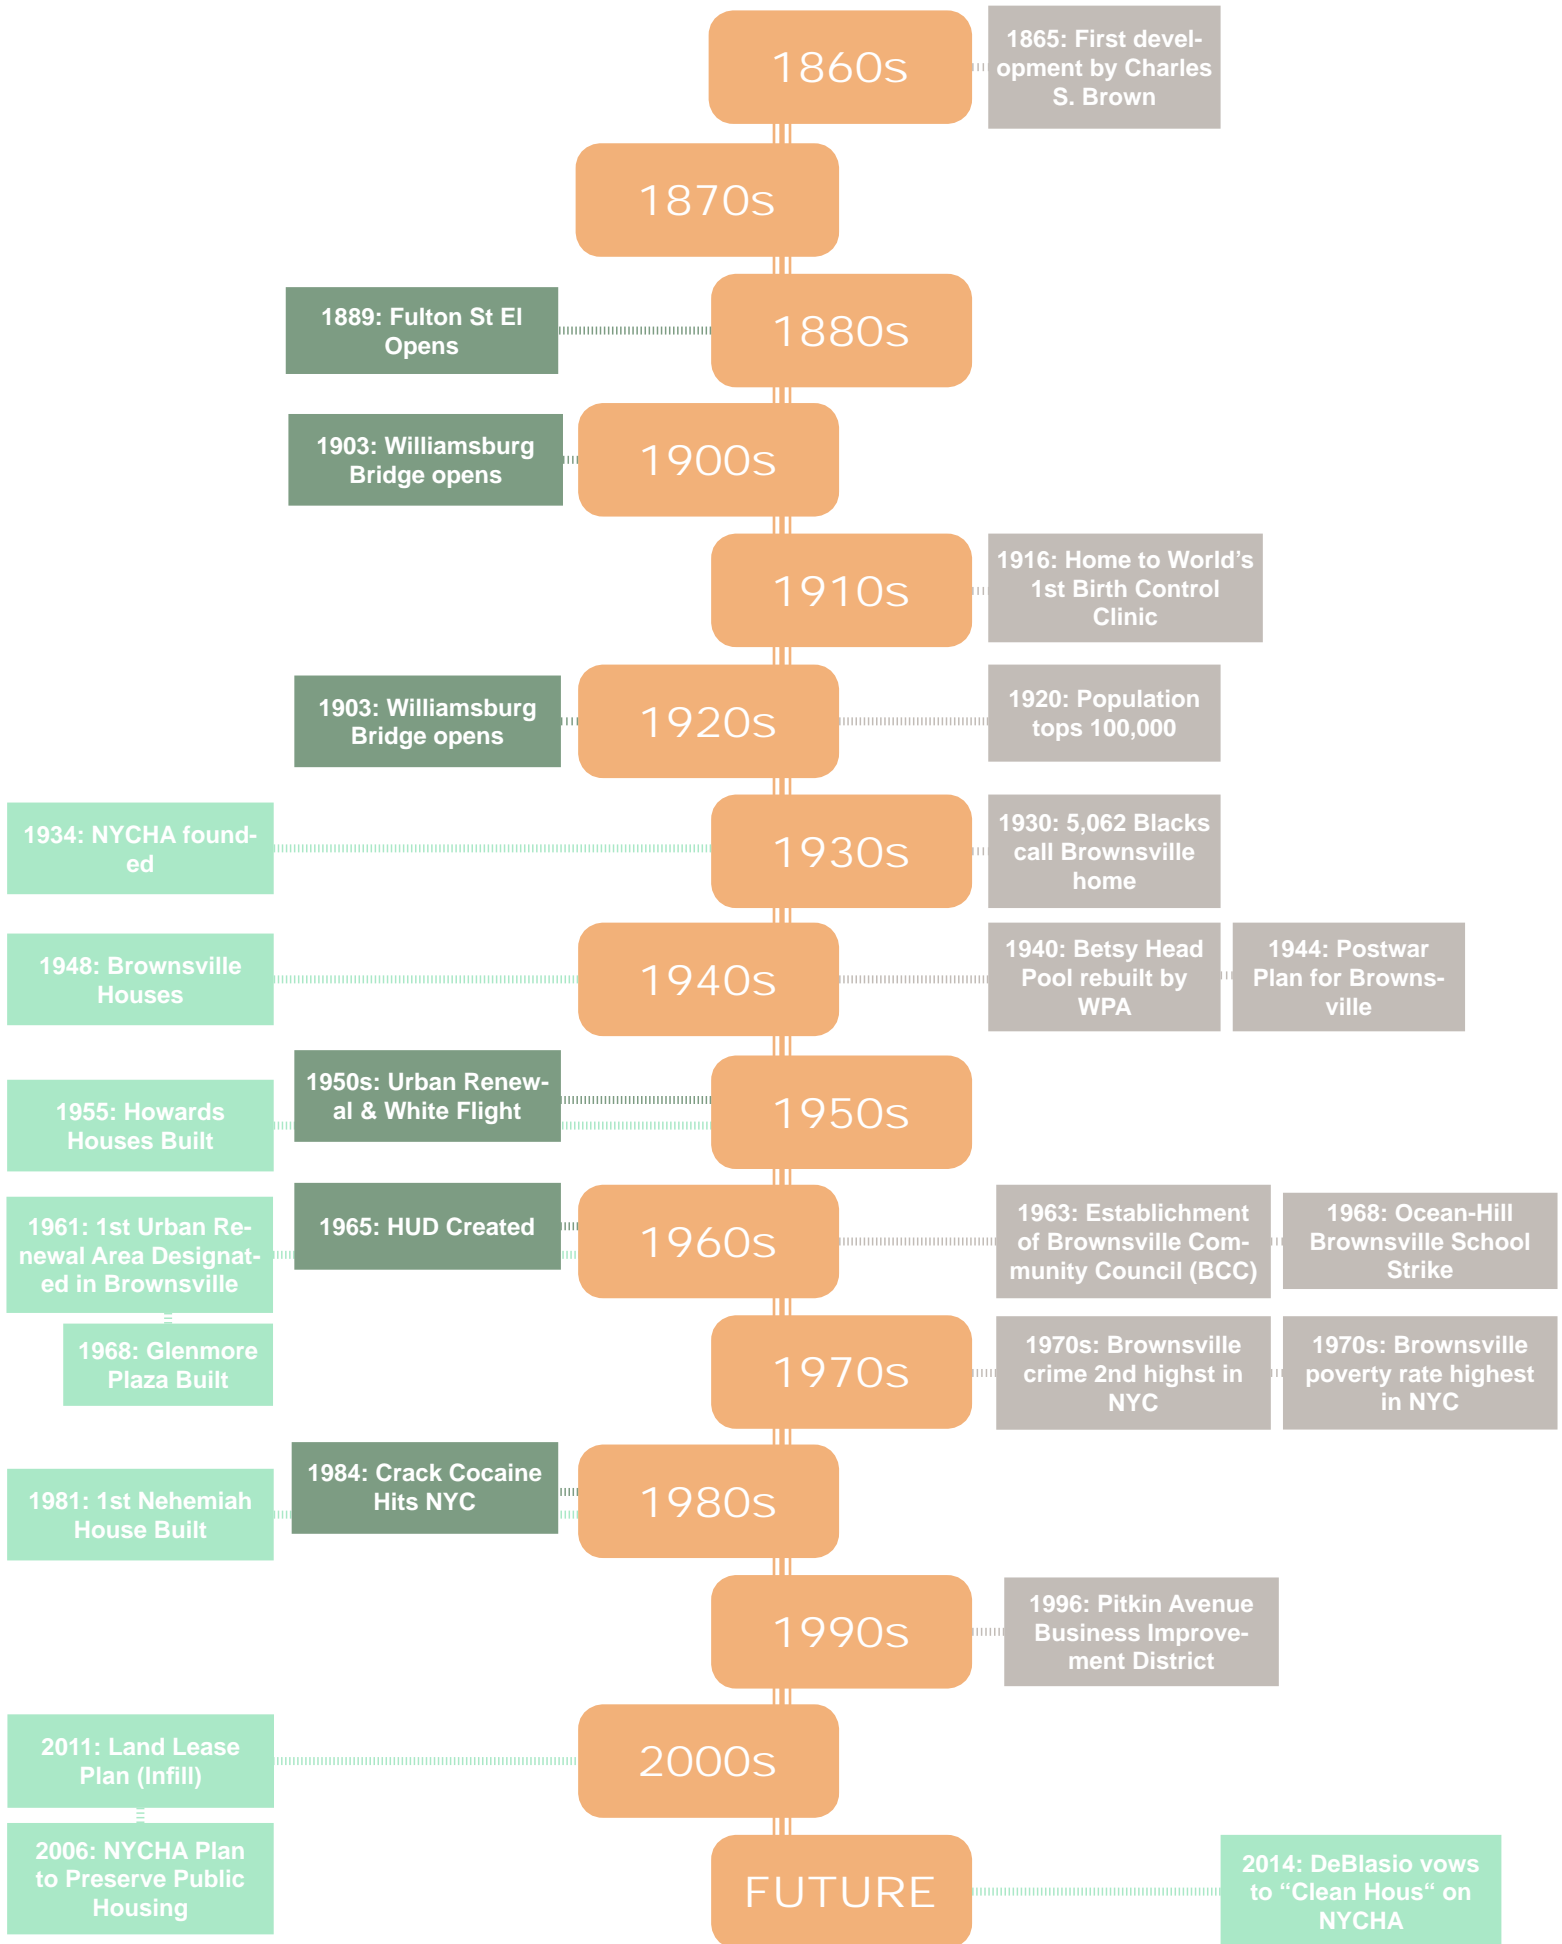 1860s
1865: First devel-
opment by Charles
S. Brown
1870s
1889: Fulton St El
Opens
1880s
1903: Williamsburg
Bridge opens
1900s
1910s
1916: Home to World’s
1st Birth Control
Clinic
1903: Williamsburg
Bridge opens
1920s
1920: Population
tops 100,000
1934: NYCHA found-
ed
1930s
1930: 5,062 Blacks
call Brownsville
home
1948: Brownsville
Houses
1940s
1940: Betsy Head
Pool rebuilt by
WPA
1944: Postwar
Plan for Browns-
ville
1955: Howards
Houses Built
1950s: Urban Renew-
al & White Flight
1950s
1961: 1st Urban Re-
newal Area Designat-
ed in Brownsville
1965: HUD Created
1960s
1963: Establichment
of Brownsville Com-
munity Council (BCC)
1968: Ocean-Hill
Brownsville School
Strike
1968: Glenmore
Plaza Built
1970s
1970s: Brownsville
crime 2nd highst in
NYC
1970s: Brownsville
poverty rate highest
in NYC
1981: 1st Nehemiah
House Built
1984: Crack Cocaine
Hits NYC
1980s
1990s
1996: Pitkin Avenue
Business Improve-
ment District
2011: Land Lease
Plan (Infill)
2000s
2006: NYCHA Plan
to Preserve Public
Housing
FUTURE
2014: DeBlasio vows
to “Clean Hous“ on
NYCHA